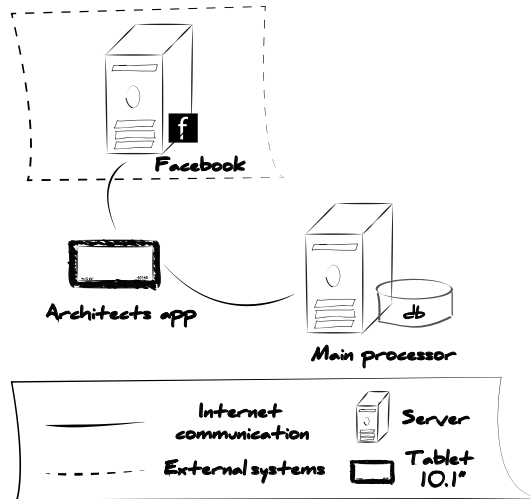 f
Facebook
Architects app
db
Main processor
Internet
communication
Server
External systems
Tablet
10.1"